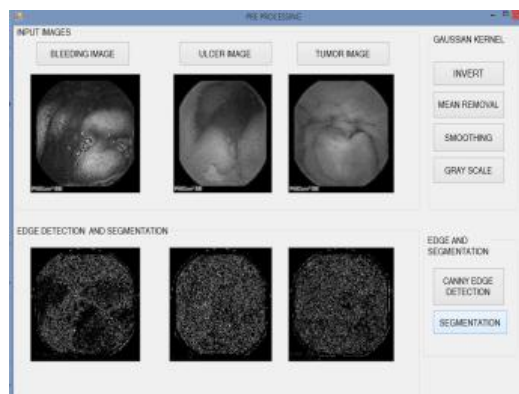 PRE PROCESSING
INPUT IMAGES
BLEEDING IMAGE
ULCER IMAGE
TUMOR IMAGE
GAUSSIAN KERNEL
INVERT
MEAN REMOVAL
SMOOTHING
GRAY SCALE
EDGE DETECTION AND SEGMENTATION
EDGE AND
SEGMENTATION
CANNY EDGE
DETECTION
SEGMENTATION